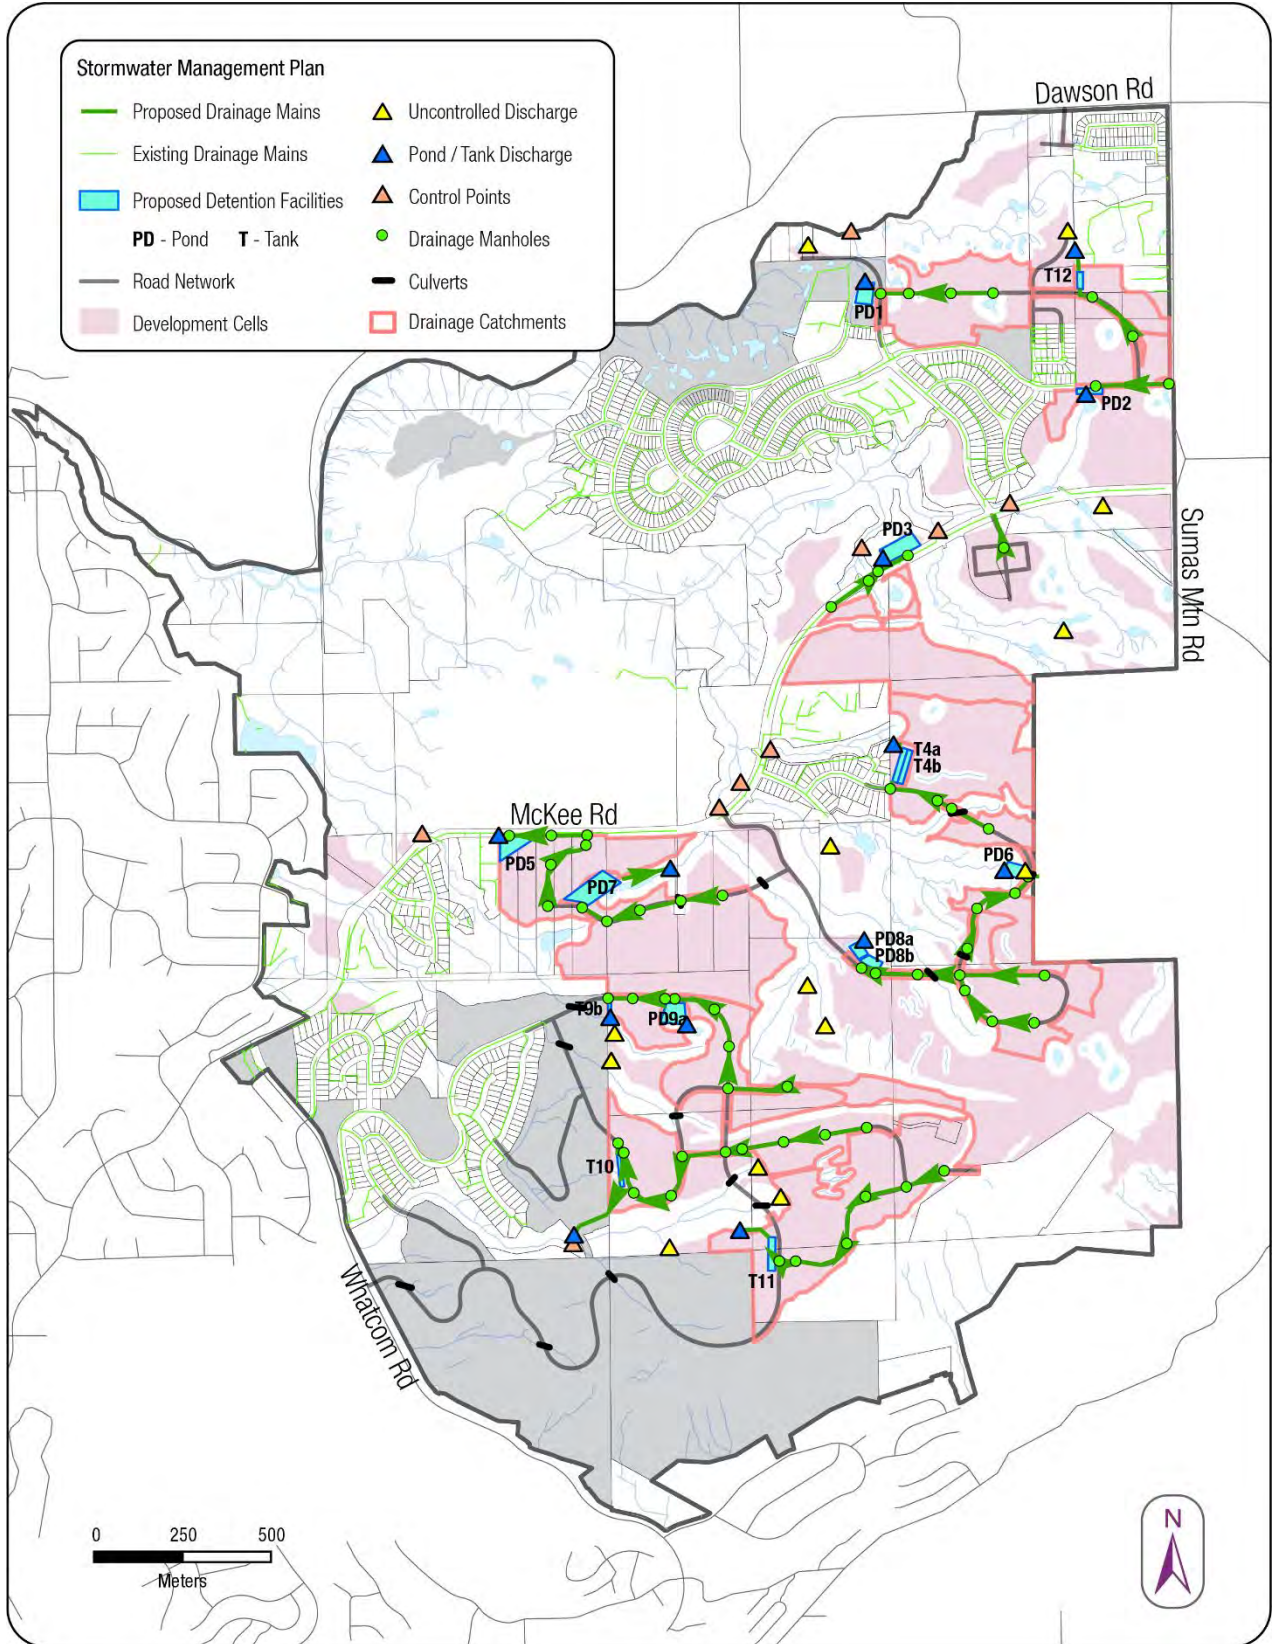 Stormwater Management Plan
Proposed Drainage Mains
Existing Drainage Mains
Proposed Detention Facilities
PD - Pond T - Tank
Road Network
Development Cells
Uncontrolled Discharge
Pond / Tank Discharge
Control Points
Drainage Manholes
Culverts
Drainage Catchments
Dawson Rd
T12
PD1
PD2
PD3
Sumas Mtn Rd
T4a
T4b
McKee Rd
PD5
PD6
PD7
PD8a
PD8b
T9b
PD9a
T10
T11
Whatcom Rd
0 250 500
Meters
N